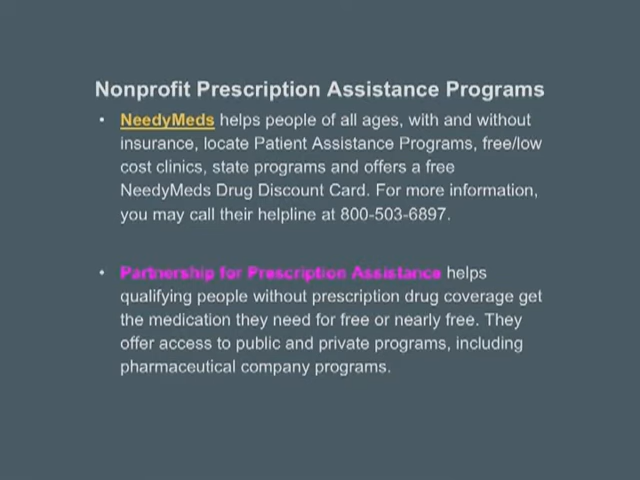 Nonprofit Prescription Assistance Programs
• NeedyMeds helps people of all ages, with and without
insurance, locate Patient Assistance Programs, free/low
cost clinics, state programs and offers a free
NeedyMeds Drug Discount Card. For more information,
you may call their helpline at 800-503-6897.
• Partnership for Prescription Assistance helps
qualifying people without prescription drug coverage get
the medication they need for free or nearly free. They
offer access to public and private programs, including
pharmaceutical company programs.